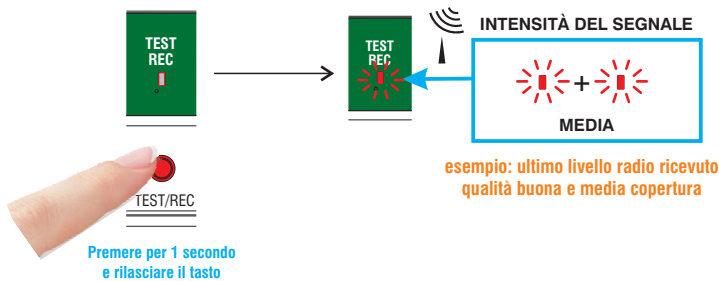 TEST
REC
TEST
REC
INTENSITÀ DEL SEGNALE
+
MEDIA
esempio: ultimo livello radio ricevuto
qualità buona e media copertura
TEST/REC
Premere per 1 secondo
e rilasciare il tasto